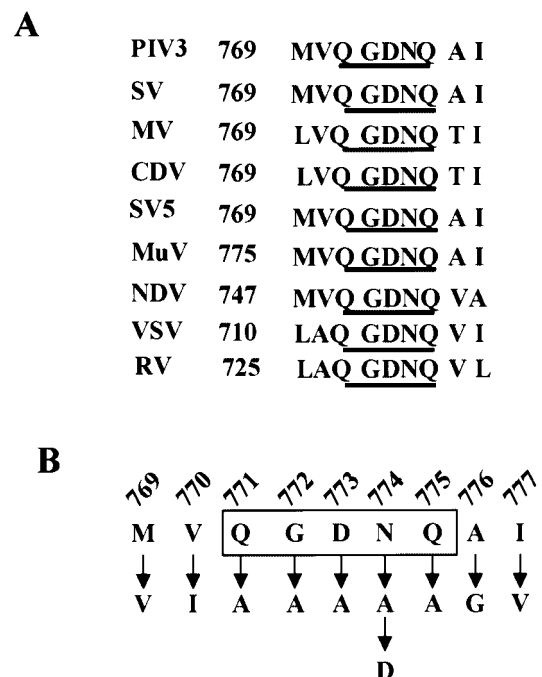 A
PIV3 769 MVQ GDNQ A I
SV 769 MVQ GDNQ A I
MV 769 LVQ GDNQ T I
CDV 769 LVQ GDNQ T I
SV5 769 MVQ GDNQ A I
MuV 775 MVQ GDNQ A I
NDV 747 MVQ GDNQ VA
VSV 710 LAQ GDNQ V I
RV 725 LAQ GDNQ V L
B
769 770 771 772 773 774 775 776 777
M V Q G D N Q A I
V I A A A A A G V
D